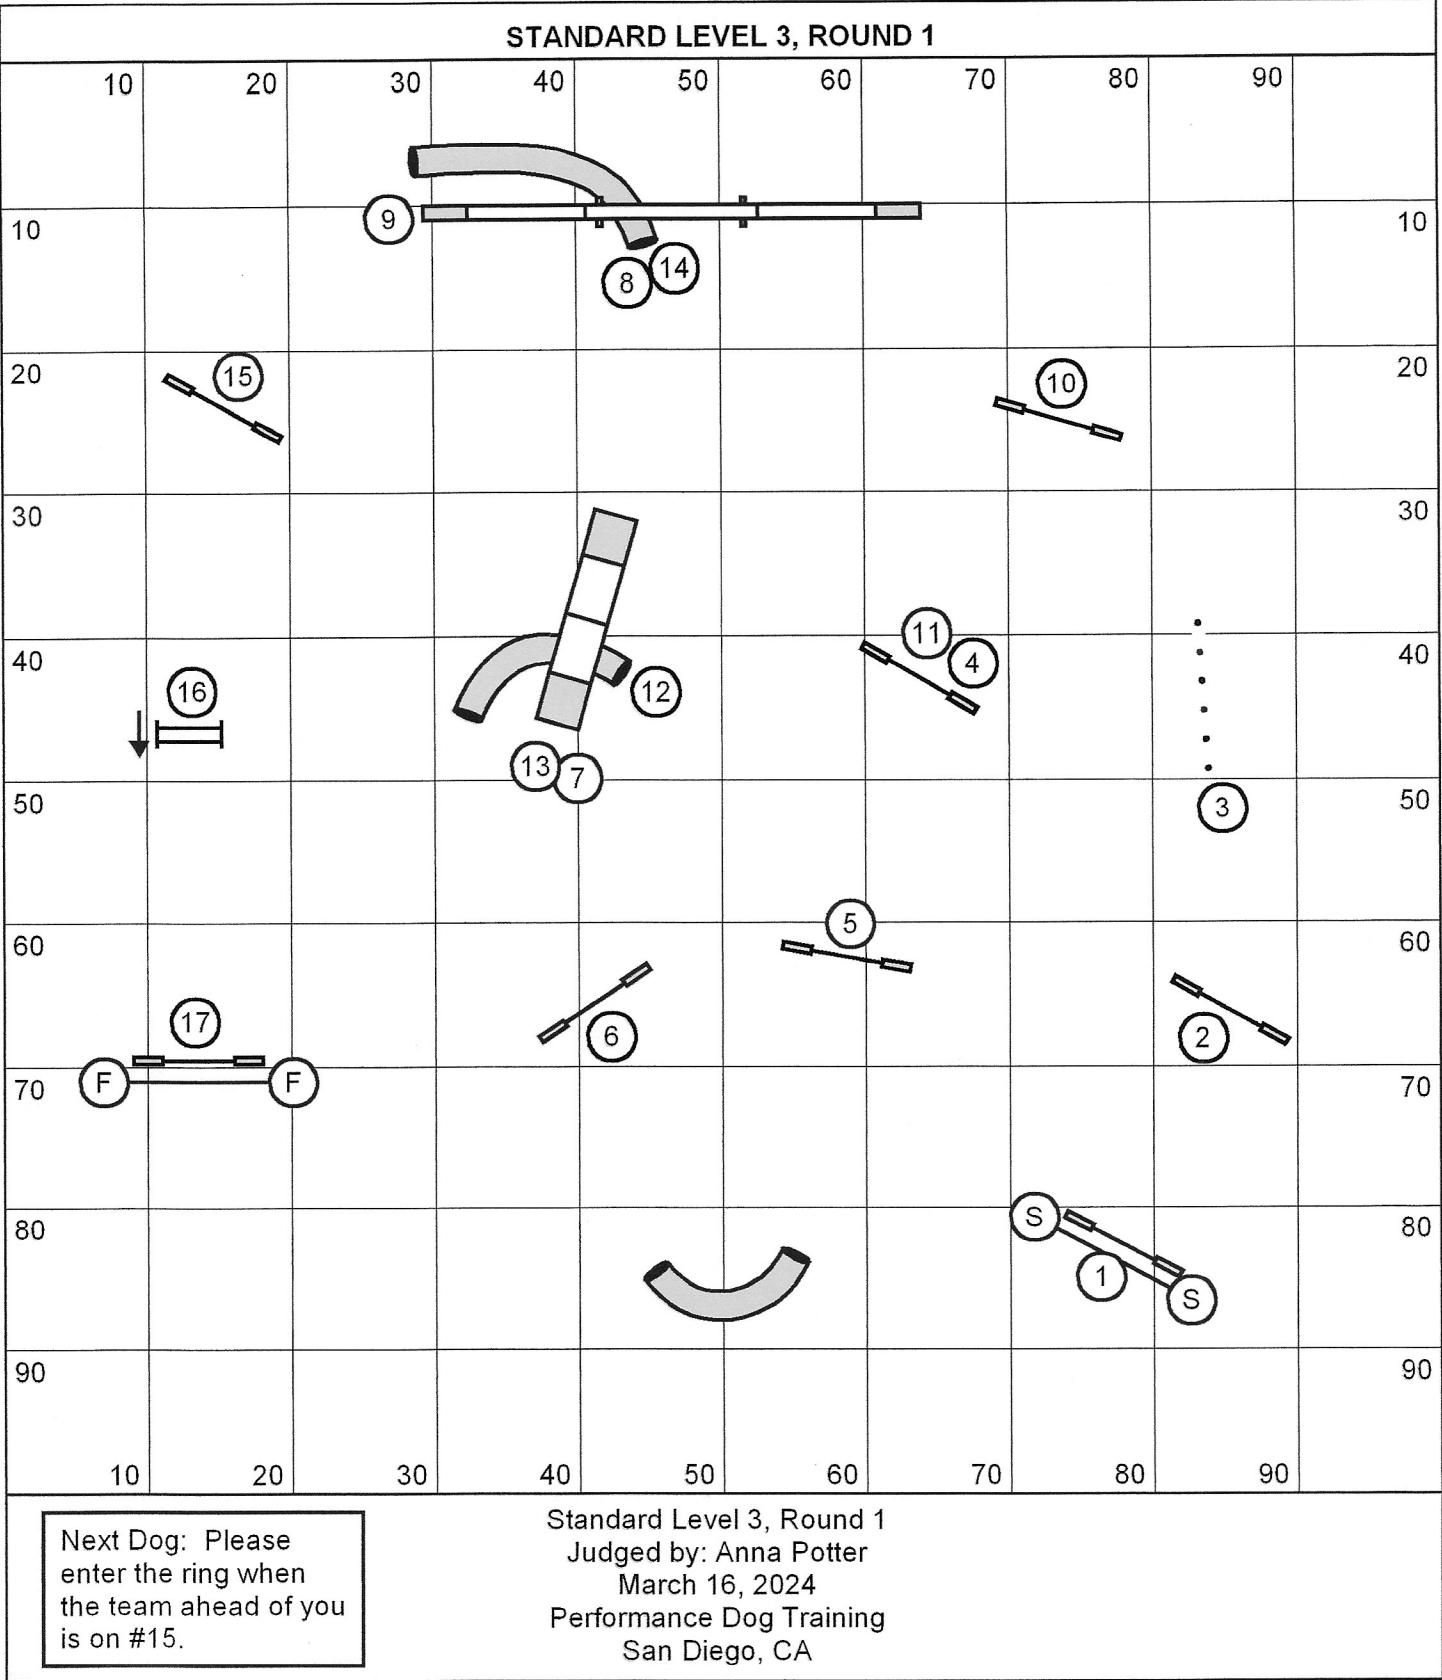 STANDARD LEVEL 3, ROUND 1
10 20 30 40 50 60 70 80 90
9
10 10
8 14
20 15 10 20
30 30
11
40 16 12 4 40
13 7
50 3 50
5
60 60
17 6 2
F F
70 70
S
80 80
1
S
90 90
10 20 30 40 50 60 70 80 90
Next Dog: Please
enter the ring when
the team ahead of you
is on #15.
Standard Level 3, Round 1
Judged by: Anna Potter
March 16, 2024
Performance Dog Training
San Diego, CA